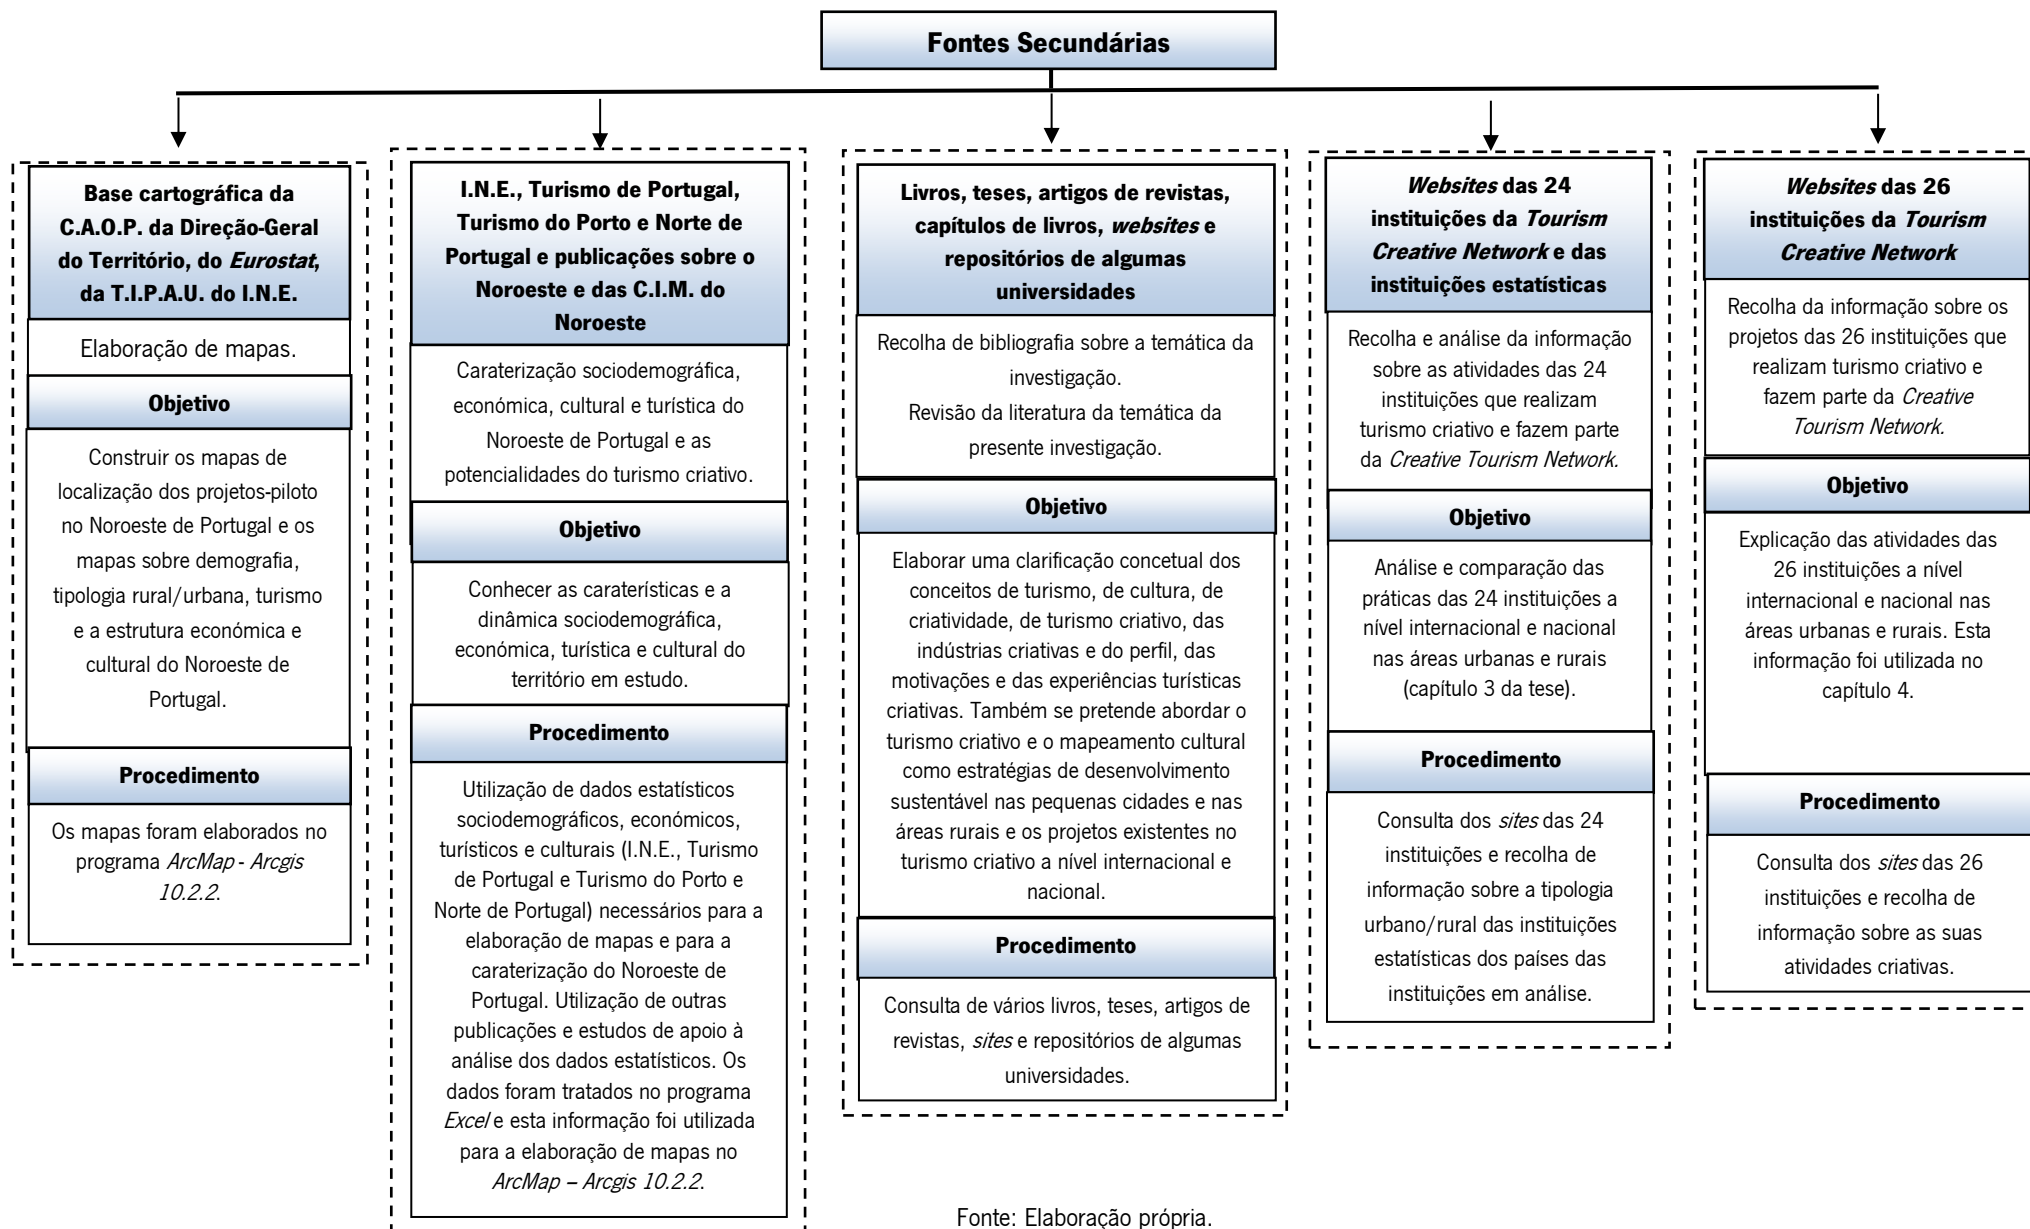 Fontes Secundárias
Base cartográfica da
C.A.O.P. da Direção-Geral
do Território, do Eurostat,
da T.I.P.A.U. do I.N.E.
Elaboração de mapas.
Objetivo
Construir os mapas de
localização dos projetos-piloto
no Noroeste de Portugal e os
mapas sobre demografia,
tipologia rural/urbana, turismo
e a estrutura económica e
cultural do Noroeste de
Portugal.
Procedimento
Os mapas foram elaborados no
programa ArcMap - Arcgis
10.2.2.
I.N.E., Turismo de Portugal,
Turismo do Porto e Norte de
Portugal e publicações sobre o
Noroeste e das C.I.M. do
Noroeste
Caraterização sociodemográfica,
económica, cultural e turística do
Noroeste de Portugal e as
potencialidades do turismo criativo.
Objetivo
Conhecer as caraterísticas e a
dinâmica sociodemográfica,
económica, turística e cultural do
território em estudo.
Procedimento
Utilização de dados estatísticos
sociodemográficos, económicos,
turísticos e culturais (I.N.E., Turismo
de Portugal e Turismo do Porto e
Norte de Portugal) necessários para a
elaboração de mapas e para a
caraterização do Noroeste de
Portugal. Utilização de outras
publicações e estudos de apoio à
análise dos dados estatísticos. Os
dados foram tratados no programa
Excel e esta informação foi utilizada
para a elaboração de mapas no
ArcMap – Arcgis 10.2.2.
Livros, teses, artigos de revistas,
capítulos de livros, websites e
repositórios de algumas
universidades
Recolha de bibliografia sobre a temática da
investigação.
Revisão da literatura da temática da
presente investigação.
Objetivo
Elaborar uma clarificação concetual dos
conceitos de turismo, de cultura, de
criatividade, de turismo criativo, das
indústrias criativas e do perfil, das
motivações e das experiências turísticas
criativas. Também se pretende abordar o
turismo criativo e o mapeamento cultural
como estratégias de desenvolvimento
sustentável nas pequenas cidades e nas
áreas rurais e os projetos existentes no
turismo criativo a nível internacional e
nacional.
Procedimento
Consulta de vários livros, teses, artigos de
revistas, sites e repositórios de algumas
universidades.
Websites das 24
instituições da Tourism
Creative Network e das
instituições estatísticas
Recolha e análise da informação
sobre as atividades das 24
instituições que realizam
turismo criativo e fazem parte
da Creative Tourism Network.
Objetivo
Análise e comparação das
práticas das 24 instituições a
nível internacional e nacional
nas áreas urbanas e rurais
(capítulo 3 da tese).
Procedimento
Consulta dos sites das 24
instituições e recolha de
informação sobre a tipologia
urbano/rural das instituições
estatísticas dos países das
instituições em análise.
Websites das 26
instituições da Tourism
Creative Network
Recolha da informação sobre os
projetos das 26 instituições que
realizam turismo criativo e
fazem parte da Creative
Tourism Network.
Objetivo
Explicação das atividades das
26 instituições a nível
internacional e nacional nas
áreas urbanas e rurais. Esta
informação foi utilizada no
capítulo 4.
Procedimento
Consulta dos sites das 26
instituições e recolha de
informação sobre as suas
atividades criativas.
Fonte: Elaboração própria.